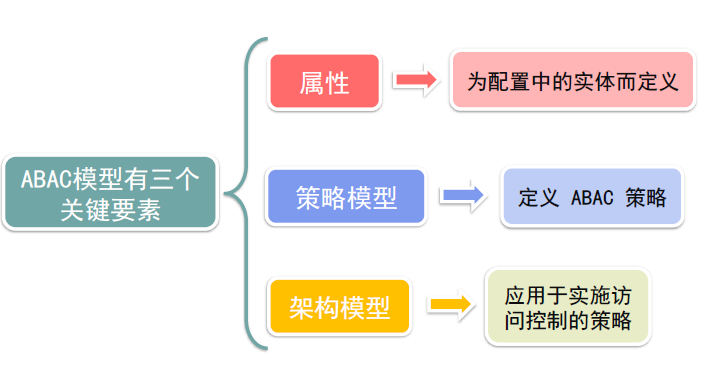 ABAC模型有三个
关键要素
属性
为配置中的实体而定义
策略模型
定义 ABAC 策略
架构模型
应用于实施访
问控制的策略